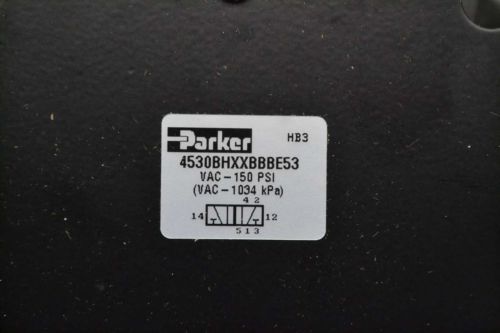 Parker HB3
4530BHXXBBBE53
VAC-150 PSI
(VAC-1034 kPa)
4 2
14 12
5 1 3